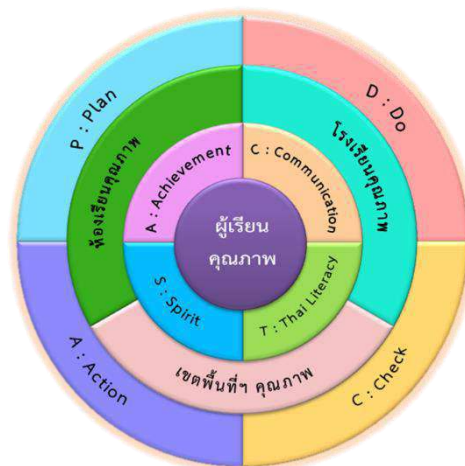 P : Plan
D : Do
C : Check
A : Action
ห้องเรียนคุณภาพ
โรงเรียนคุณภาพ
เขตพื้นที่ฯ คุณภาพ
A : Achievement
C : Communication
T : Thai Literacy
S : Spirit
ผู้เรียน
คุณภาพ